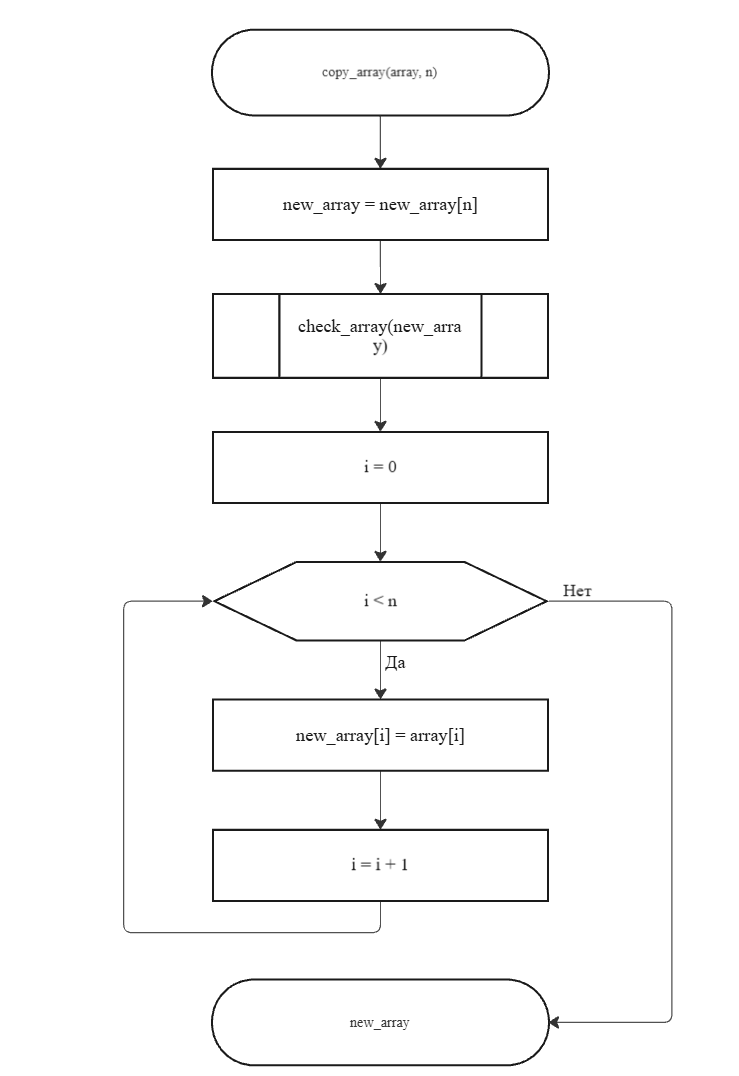 copy_array(array, n)
new_array = new_array[n]
check_array(new_arra
y)
i = 0
i < n
Нет
Да
new_array[i] = array[i]
i = i + 1
new_array